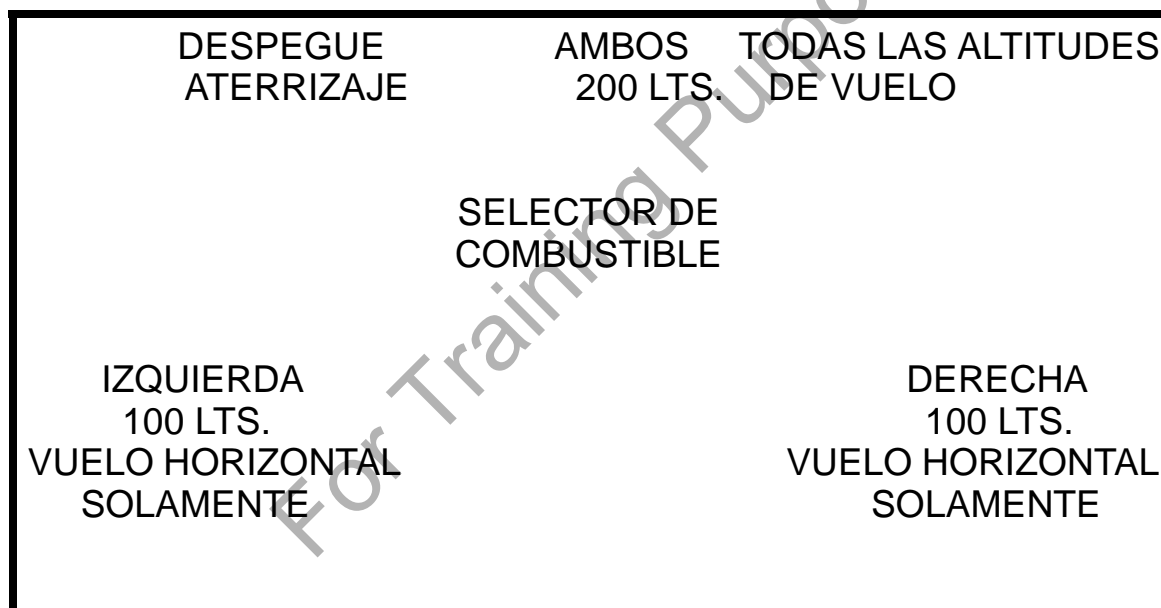 DESPEGUE AMBOS TODAS LAS ALTITUDES
ATERRIZAJE 200 LTS. DE VUELO
SELECTOR DE
COMBUSTIBLE
IZQUIERDA DERECHA
100 LTS. 100 LTS.
VUELO HORIZONTAL VUELO HORIZONTAL
SOLAMENTE SOLAMENTE
For Training Purpo